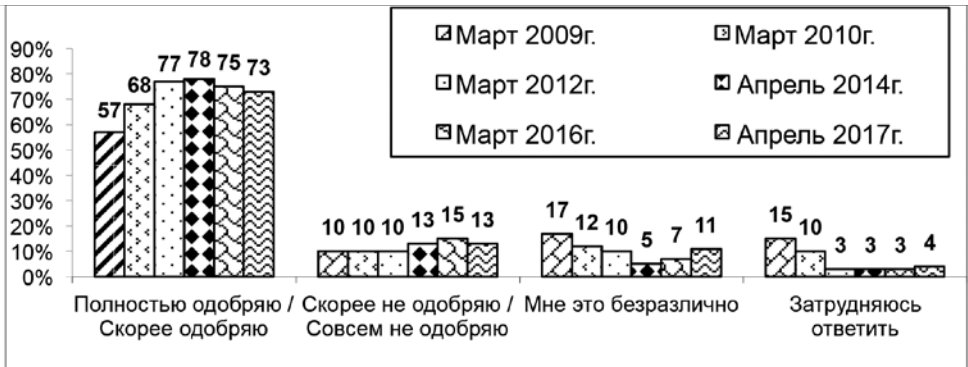 Март 2009г. Март 2010г.
Март 2012г. Апрель 2014г.
Март 2016г. Апрель 2017г.
90%
80%
70%
60%
50%
40%
30%
20%
10%
0%
57 68 77 78 75 73
10 10 10 13 15 13
17 12 10 5 7 11
15 10 3 3 3 4
Полностью одобряю /
Скорее одобряю
Скорее не одобряю /
Совсем не одобряю
Мне это безразлично
Затрудняюсь
ответить